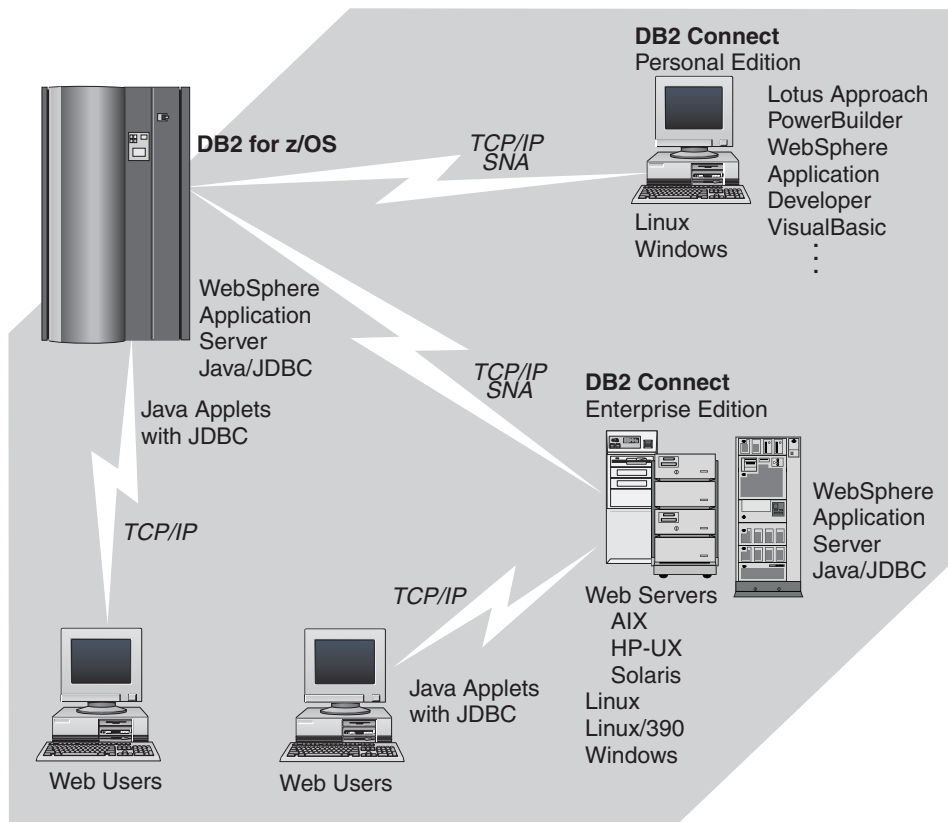 DB2 Connect
Personal Edition
Lotus Approach
PowerBuilder
WebSphere
Application
Developer
VisualBasic
.
.
.
Linux
Windows
TCP/IP
SNA
DB2 for z/OS
WebSphere
Application
Server
Java/JDBC
TCP/IP
SNA
DB2 Connect
Enterprise Edition
WebSphere
Application
Server
Java/JDBC
Java Applets
with JDBC
TCP/IP
TCP/IP
Web Servers
AIX
HP-UX
Solaris
Linux
Linux/390
Windows
Java Applets
with JDBC
Web Users
Web Users